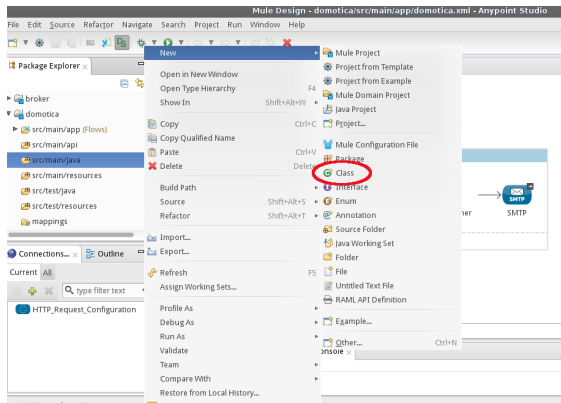 Mule Design - domotica/src/main/app/domotica.xml - Anypoint Studio
File Edit Source Refactor Navigate Search Project Run Window Help
Package Explorer
broker
domotica
src/main/app (Flows)
src/main/api
src/main/java
src/main/resources
src/test/java
src/test/resources
mappings
Connections...
Outline
Current All
type filter text
HTTP_Request_Configuration
New
Open in New Window
Open Type Hierarchy F4
Show In Shift+Alt+W
Copy Ctrl+C
Copy Qualified Name
Paste Ctrl+V
Delete Delete
Build Path
Source Shift+Alt+S
Refactor Shift+Alt+T
Import...
Export...
Refresh F5
Assign Working Sets...
Profile As
Debug As
Run As
Validate
Team
Compare With
Restore from Local History...
Mule Project
Project from Template
Project from Example
Mule Domain Project
Java Project
Project...
Mule Configuration File
Package
Class
Interface
Enum
Annotation
Source Folder
Java Working Set
Folder
File
Untitled Text File
RAML API Definition
Example...
Other... Ctrl+N
SMTP
SMTP